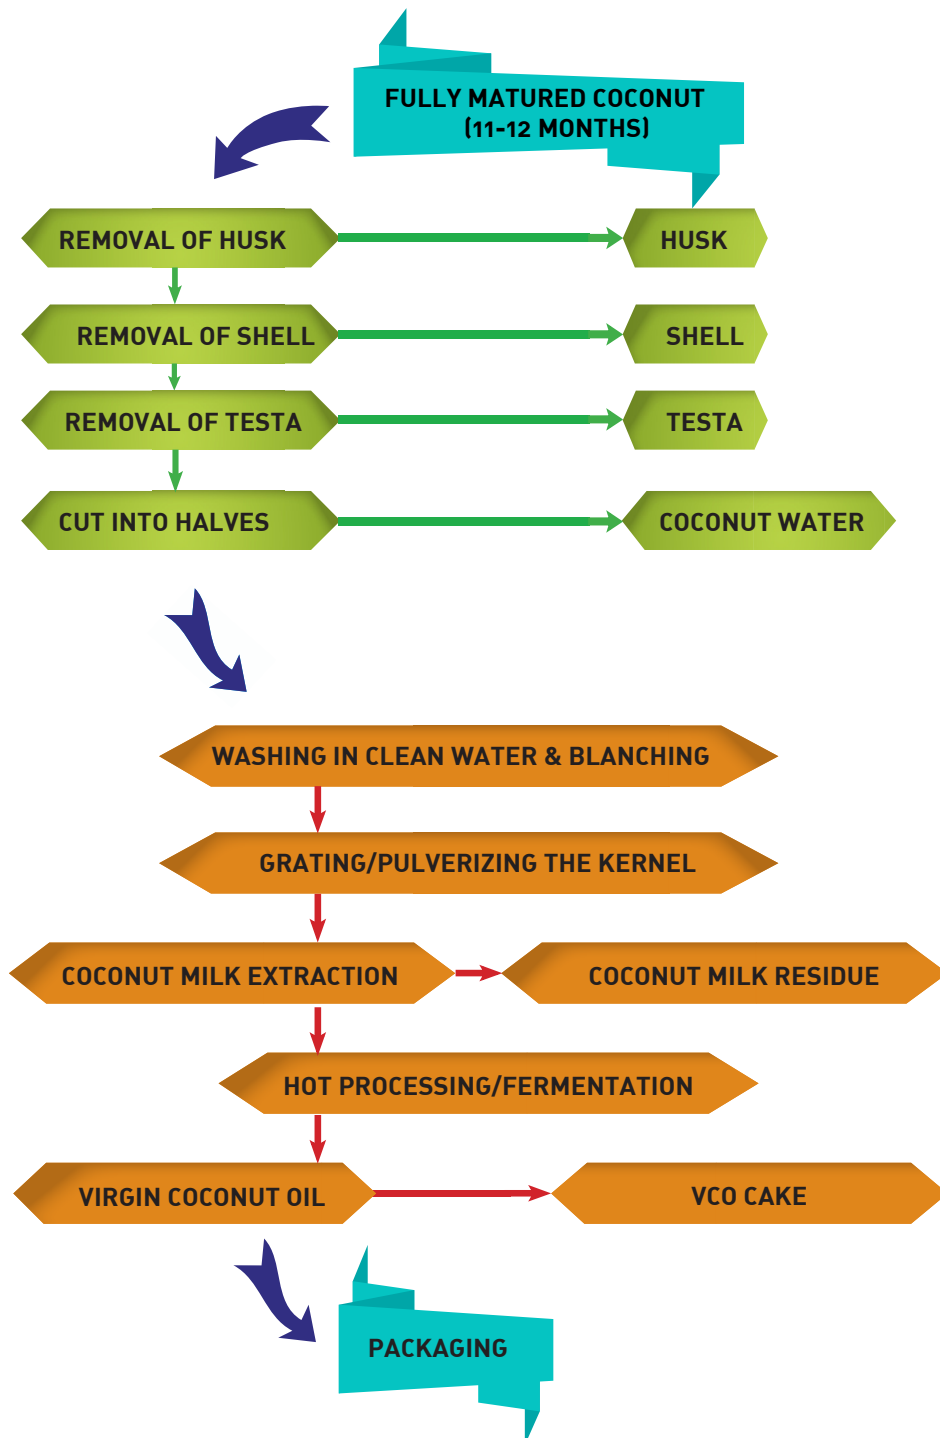 FULLY MATURED COCONUT
(11-12 MONTHS)
REMOVAL OF HUSK
HUSK
REMOVAL OF SHELL
SHELL
REMOVAL OF TESTA
TESTA
CUT INTO HALVES
COCONUT WATER
WASHING IN CLEAN WATER & BLANCHING
GRATING/PULVERIZING THE KERNEL
COCONUT MILK EXTRACTION
COCONUT MILK RESIDUE
HOT PROCESSING/FERMENTATION
VIRGIN COCONUT OIL
VCO CAKE
PACKAGING